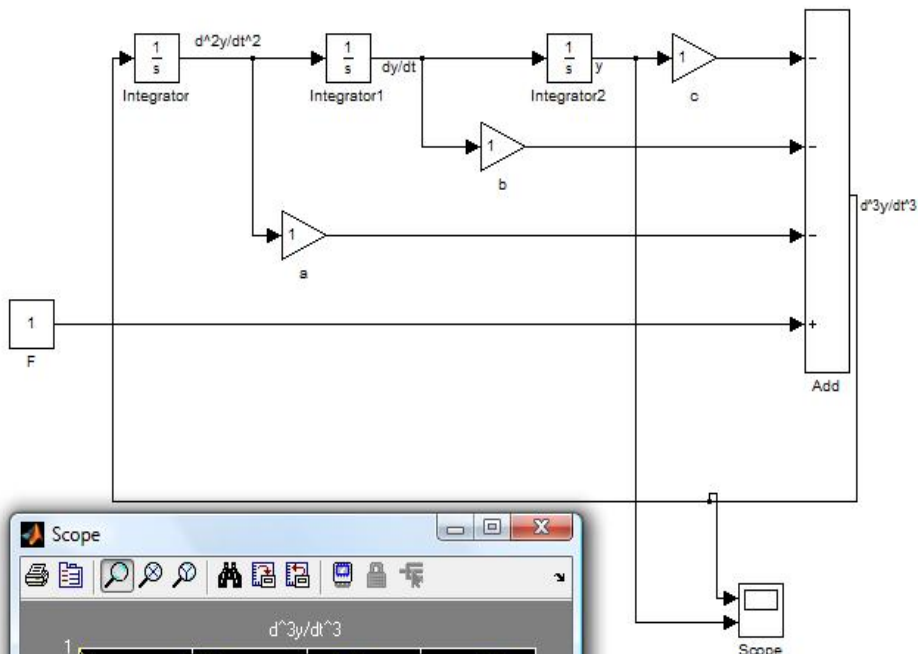 d^2y/dt^2
1
s
Integrator
1
s
dy/dt
Integrator1
1
s
y
Integrator2
1
c
−
1
b
−
d^3y/dt^3
1
a
−
1
F
+
Add
Scope
d^3y/dt^3
1
Scope